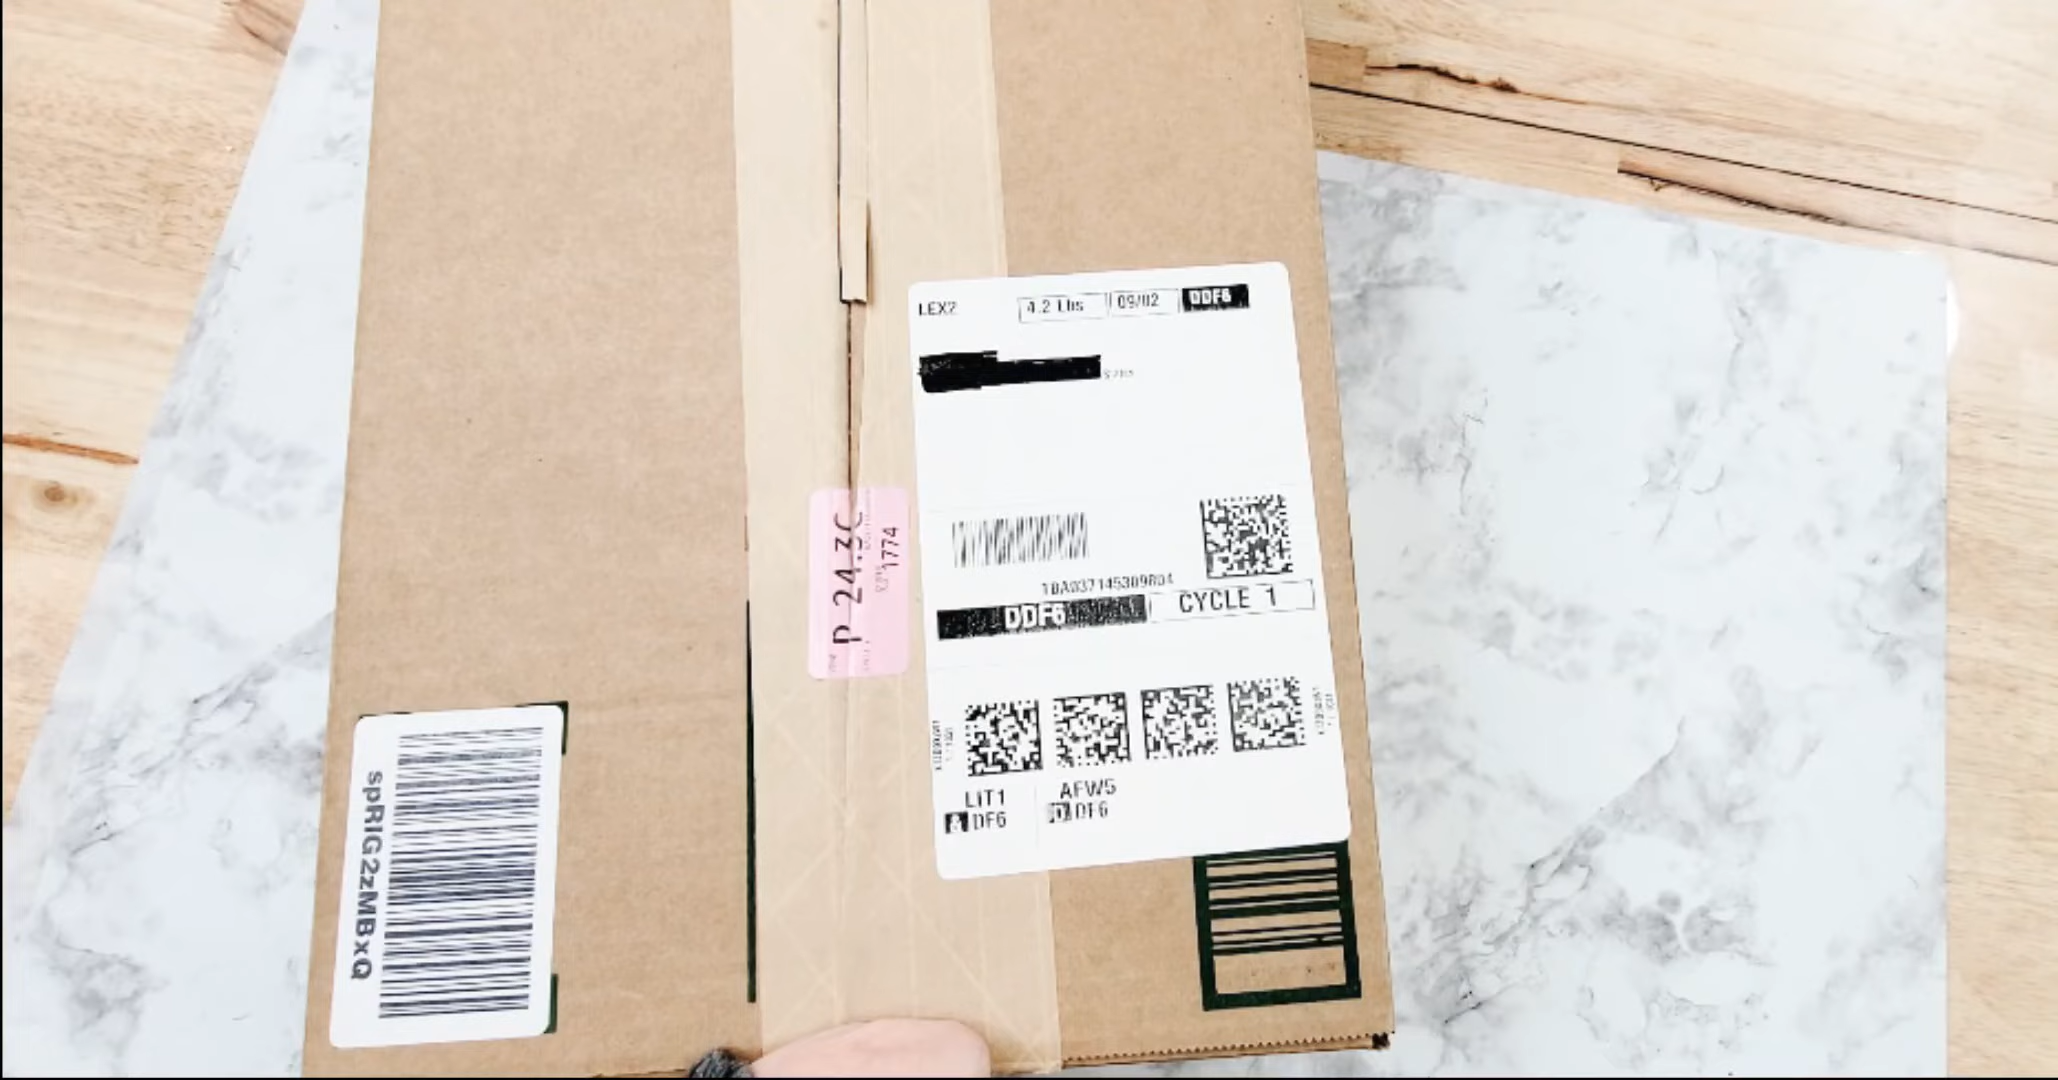 LEX2
4.2 Lbs
09/02
DDF6
P 24.3C
1774
DDF6
CYCLE 1
LIT1
AFW5
DF6
DF6
spRIG2zMBxQ